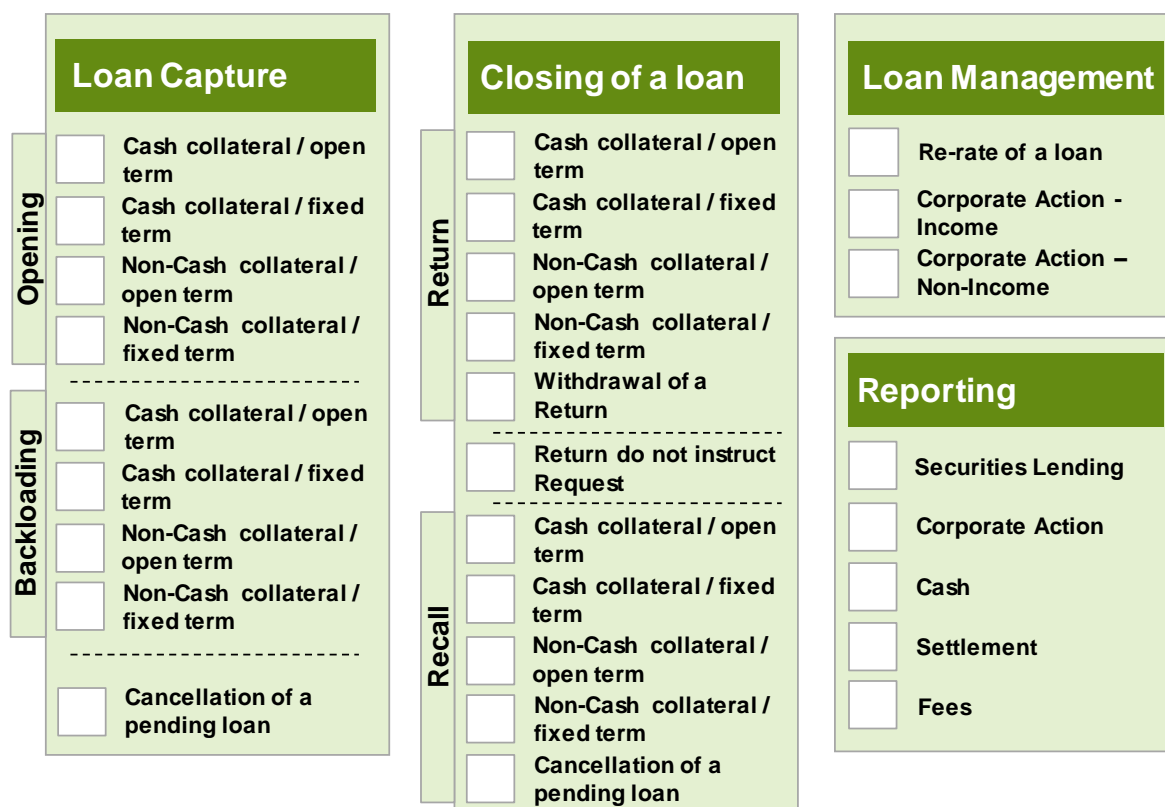 Loan Capture
Opening
Cash collateral / open
term
Cash collateral / fixed
term
Non-Cash collateral /
open term
Non-Cash collateral /
fixed term
Backloading
Cash collateral / open
term
Cash collateral / fixed
term
Non-Cash collateral /
open term
Non-Cash collateral /
fixed term
Cancellation of a
pending loan
Closing of a loan
Return
Cash collateral / open
term
Cash collateral / fixed
term
Non-Cash collateral /
open term
Non-Cash collateral /
fixed term
Withdrawal of a
Return
Return do not instruct
Request
Recall
Cash collateral / open
term
Cash collateral / fixed
term
Non-Cash collateral /
open term
Non-Cash collateral /
fixed term
Cancellation of a
pending loan
Loan Management
Re-rate of a loan
Corporate Action -
Income
Corporate Action –
Non-Income
Reporting
Securities Lending
Corporate Action
Cash
Settlement
Fees